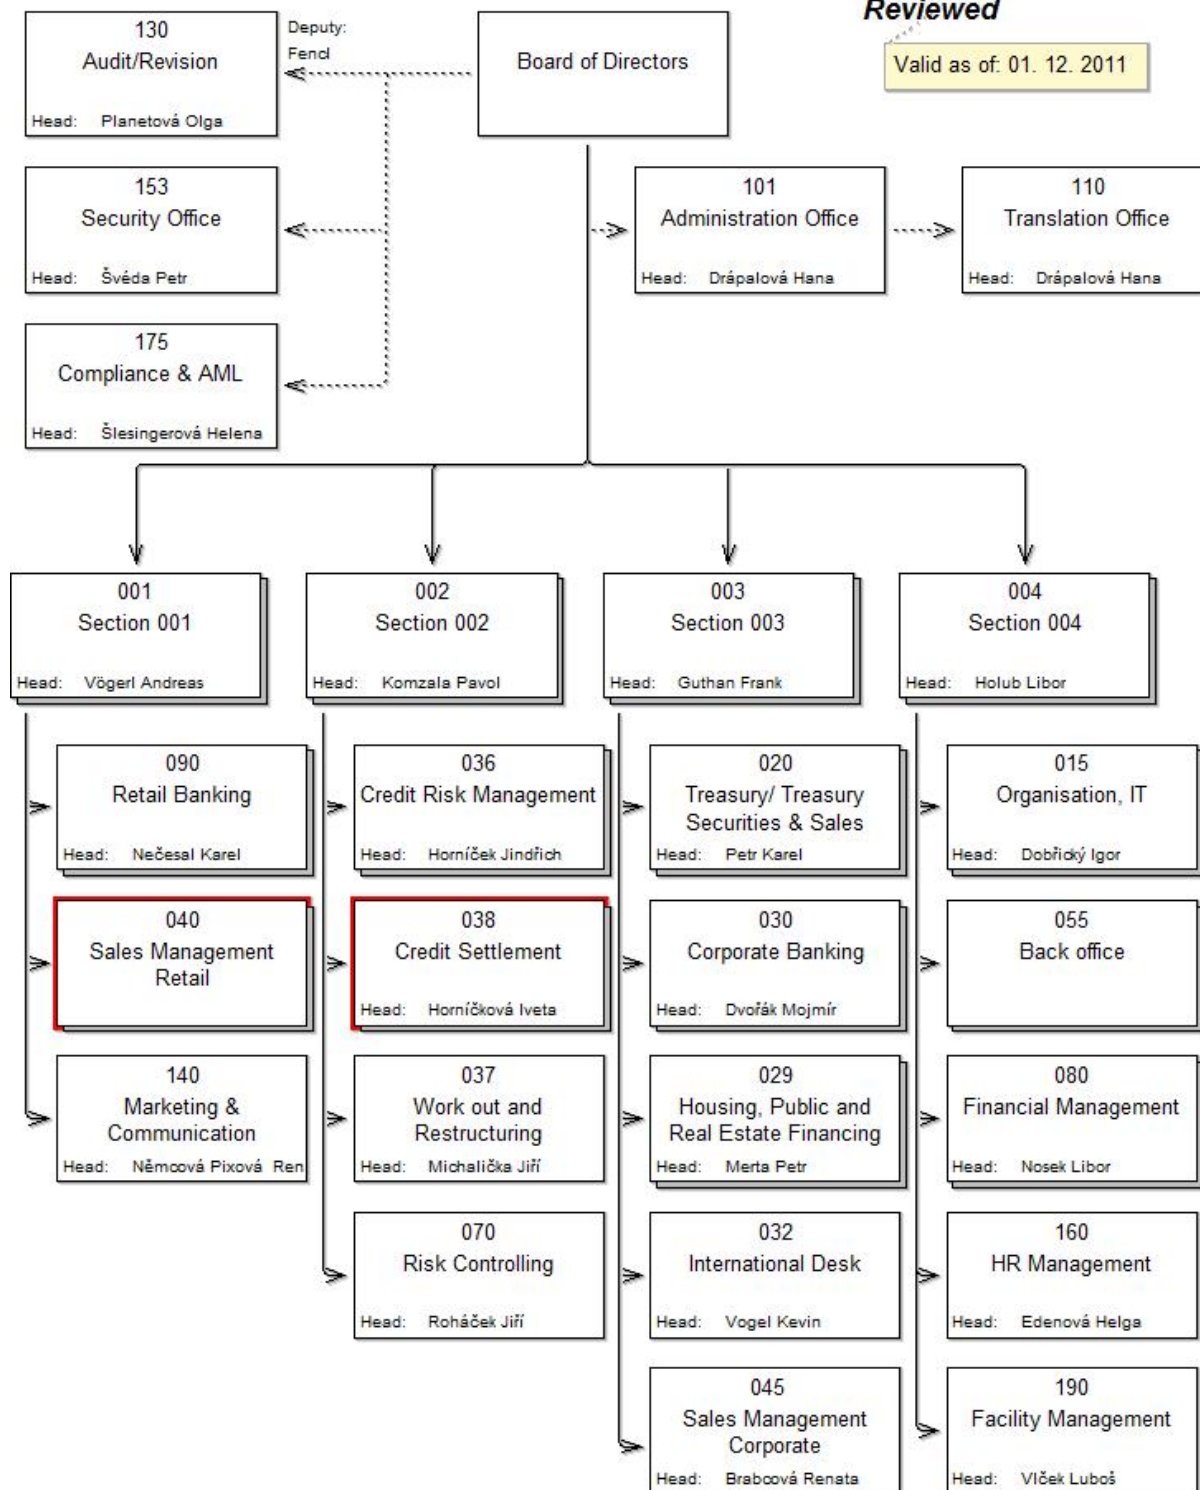 Reviewed
Valid as of: 01. 12. 2011
130
Audit/Revision
Head: Planetová Olga
Deputy:
Fencl
Board of Directors
153
Security Office
Head: Švéda Petr
101
Administration Office
Head: Drápalová Hana
110
Translation Office
Head: Drápalová Hana
175
Compliance & AML
Head: Šlesingerová Helena
001
Section 001
Head: Vögerl Andreas
002
Section 002
Head: Komzala Pavol
003
Section 003
Head: Guthan Frank
004
Section 004
Head: Holub Libor
090
Retail Banking
Head: Nečesal Karel
036
Credit Risk Management
Head: Horníček Jindřich
020
Treasury/ Treasury
Securities & Sales
Head: Petr Karel
015
Organisation, IT
Head: Dobřický Igor
040
Sales Management
Retail
038
Credit Settlement
Head: Horníčková Iveta
030
Corporate Banking
Head: Dvořák Mojmír
055
Back office
140
Marketing &
Communication
Head: Němcová Pixová Ren
037
Work out and
Restructuring
Head: Michalička Jiří
029
Housing, Public and
Real Estate Financing
Head: Merta Petr
080
Financial Management
Head: Nosek Libor
070
Risk Controlling
Head: Roháček Jiří
032
International Desk
Head: Vogel Kevin
160
HR Management
Head: Edenová Helga
045
Sales Management
Corporate
Head: Brabcová Renata
190
Facility Management
Head: Vlček Luboš